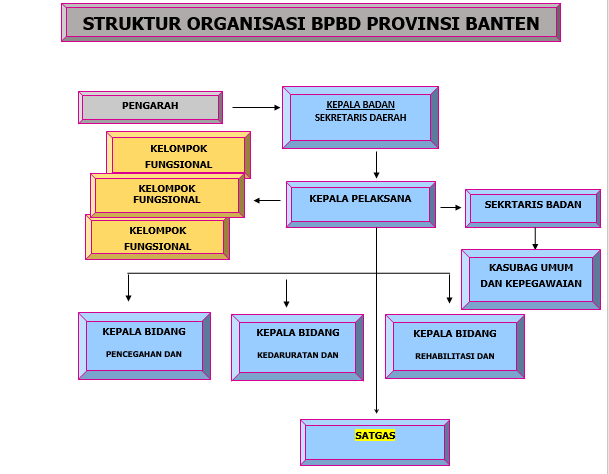 STRUKTUR ORGANISASI BPBD PROVINSI BANTEN
PENGARAH
KEPALA BADAN
SEKRETARIS DAERAH
KELOMPOK
FUNGSIONAL
KELOMPOK
FUNGSIONAL
KELOMPOK
FUNGSIONAL
KEPALA PELAKSANA
SEKRTARIS BADAN
KASUBAG UMUM
DAN KEPEGAWAIAN
KEPALA BIDANG
PENCEGAHAN DAN
KEPALA BIDANG
KEDARURATAN DAN
KEPALA BIDANG
REHABILITASI DAN
SATGAS